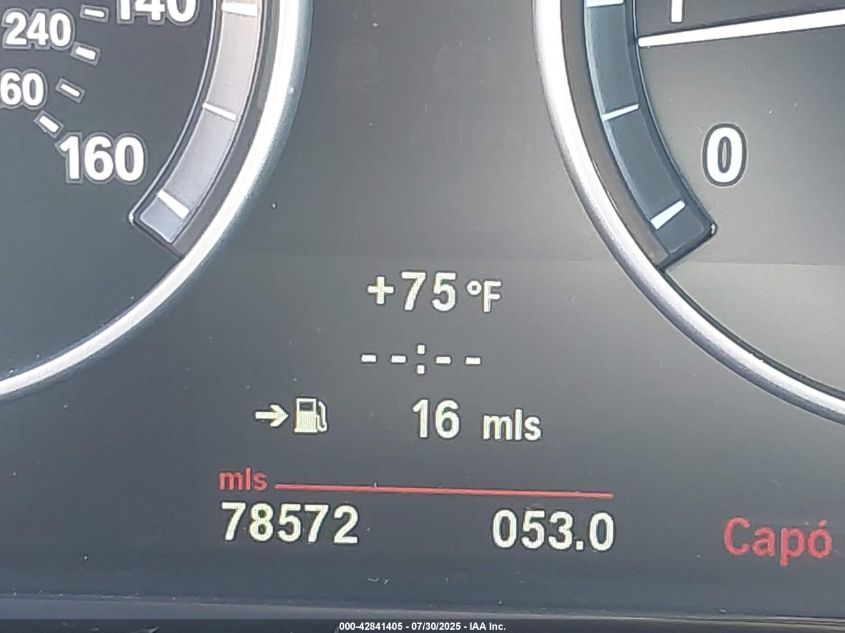 140
240
60
160
0
+75 °F
--:--
16 mls
mls
78572 053.0
Capó
000-42841405 - 07/30/2025 - IAA Inc.